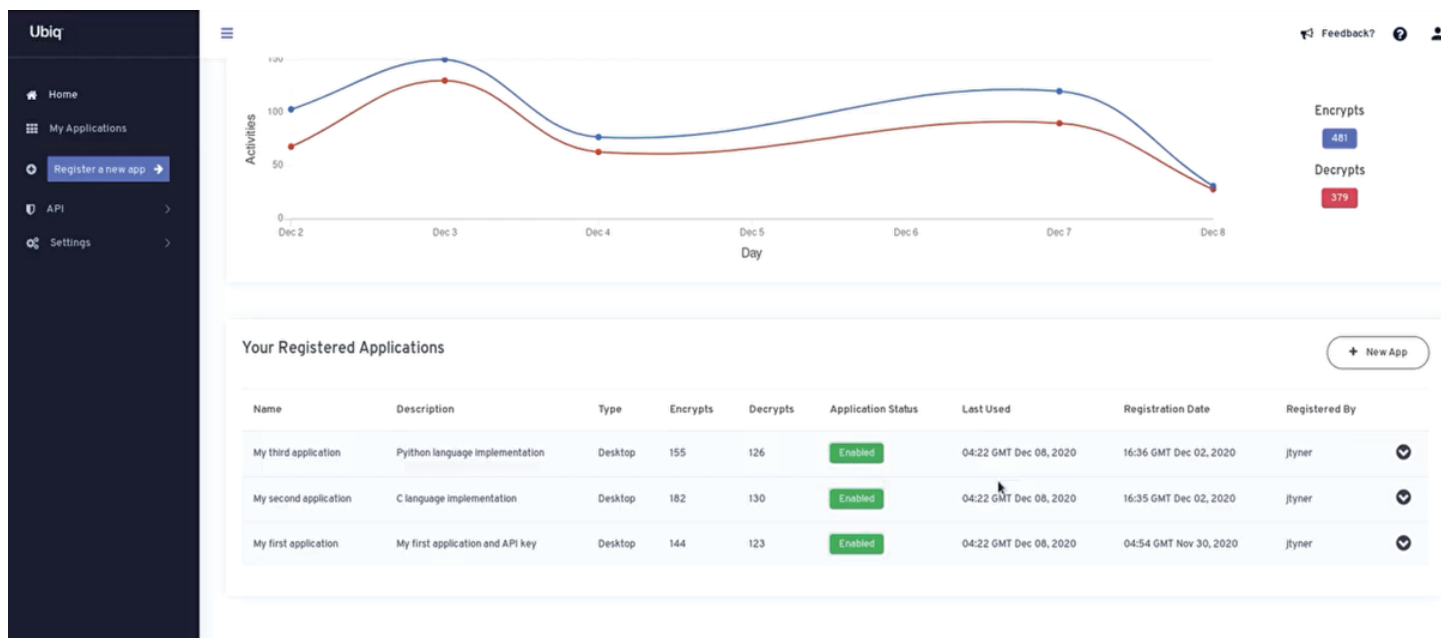 Ubiq
Feedback?
Home
My Applications
Register a new app
API
Settings
150
100
50
0
Activities
Dec 2 Dec 3 Dec 4 Dec 5 Dec 6 Dec 7 Dec 8
Day
Encrypts
481
Decrypts
379
Your Registered Applications
+ New App
Name Description Type Encrypts Decrypts Application Status Last Used Registration Date Registered By
My third application Python language implementation Desktop 155 126 Enabled 04:22 GMT Dec 08, 2020 16:36 GMT Dec 02, 2020 jtyner
My second application C language implementation Desktop 182 130 Enabled 04:22 GMT Dec 08, 2020 16:35 GMT Dec 02, 2020 jtyner
My first application My first application and API key Desktop 144 123 Enabled 04:22 GMT Dec 08, 2020 04:54 GMT Nov 30, 2020 jtyner